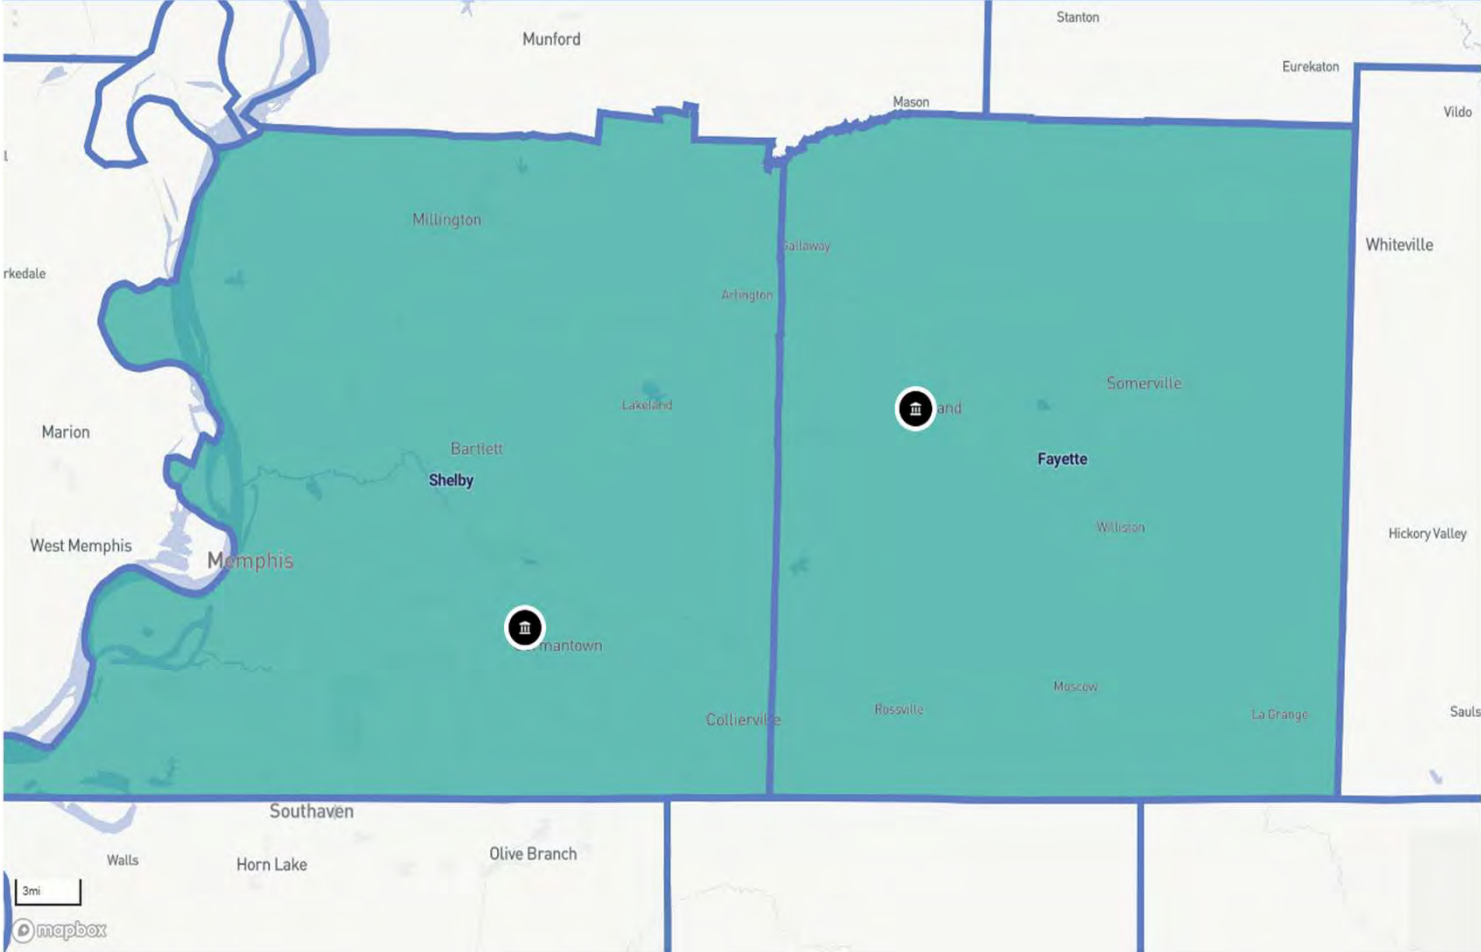 Stanton
Munford
Eurekaton
Mason
Vildo
Millington
Whiteville
Gallaway
rkedale
Arlington
Somerville
Lakeland
and
Marion
Bartlett
Fayette
Shelby
Williston
Hickory Valley
West Memphis
Memphis
mantown
Moscow
Rossville
Sauls
La Grange
Collierville
Southaven
Olive Branch
Walls
Horn Lake
3mi
mapbox